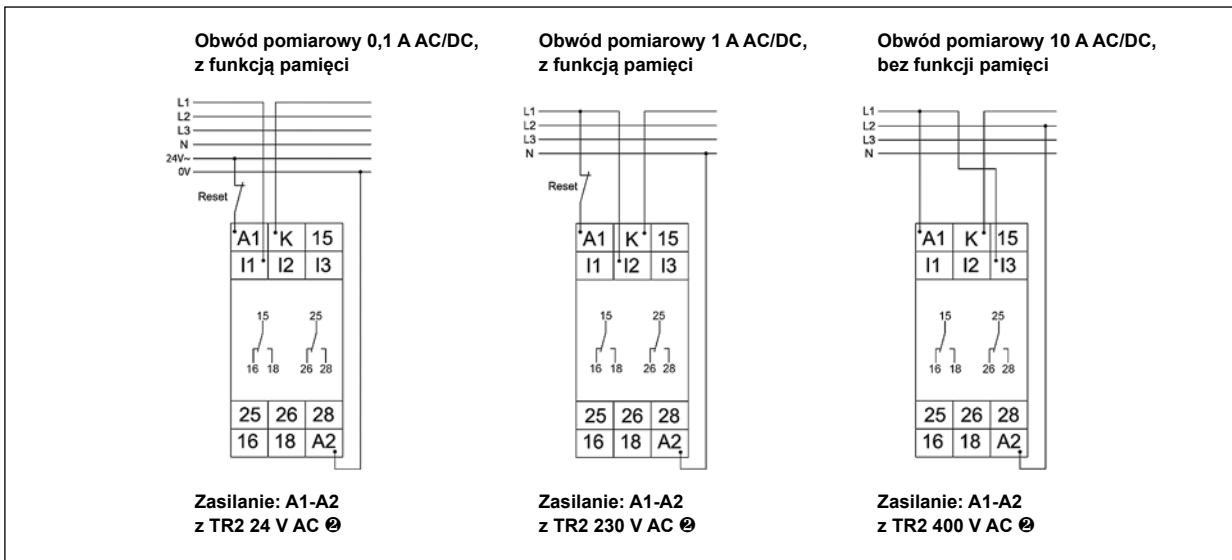 Obwód pomiarowy 0,1 A AC/DC,
z funkcją pamięci
L1
L2
L3
N
24V~
0V
Reset
A1 K 15
I1 I2 I3
15 25
16 18 26 28
25 26 28
16 18 A2
Zasilanie: A1-A2
z TR2 24 V AC ❷
Obwód pomiarowy 1 A AC/DC,
z funkcją pamięci
L1
L2
L3
N
Reset
A1 K 15
I1 I2 I3
15 25
16 18 26 28
25 26 28
16 18 A2
Zasilanie: A1-A2
z TR2 230 V AC ❷
Obwód pomiarowy 10 A AC/DC,
bez funkcji pamięci
L1
L2
L3
N
A1 K 15
I1 I2 I3
15 25
16 18 26 28
25 26 28
16 18 A2
Zasilanie: A1-A2
z TR2 400 V AC ❷